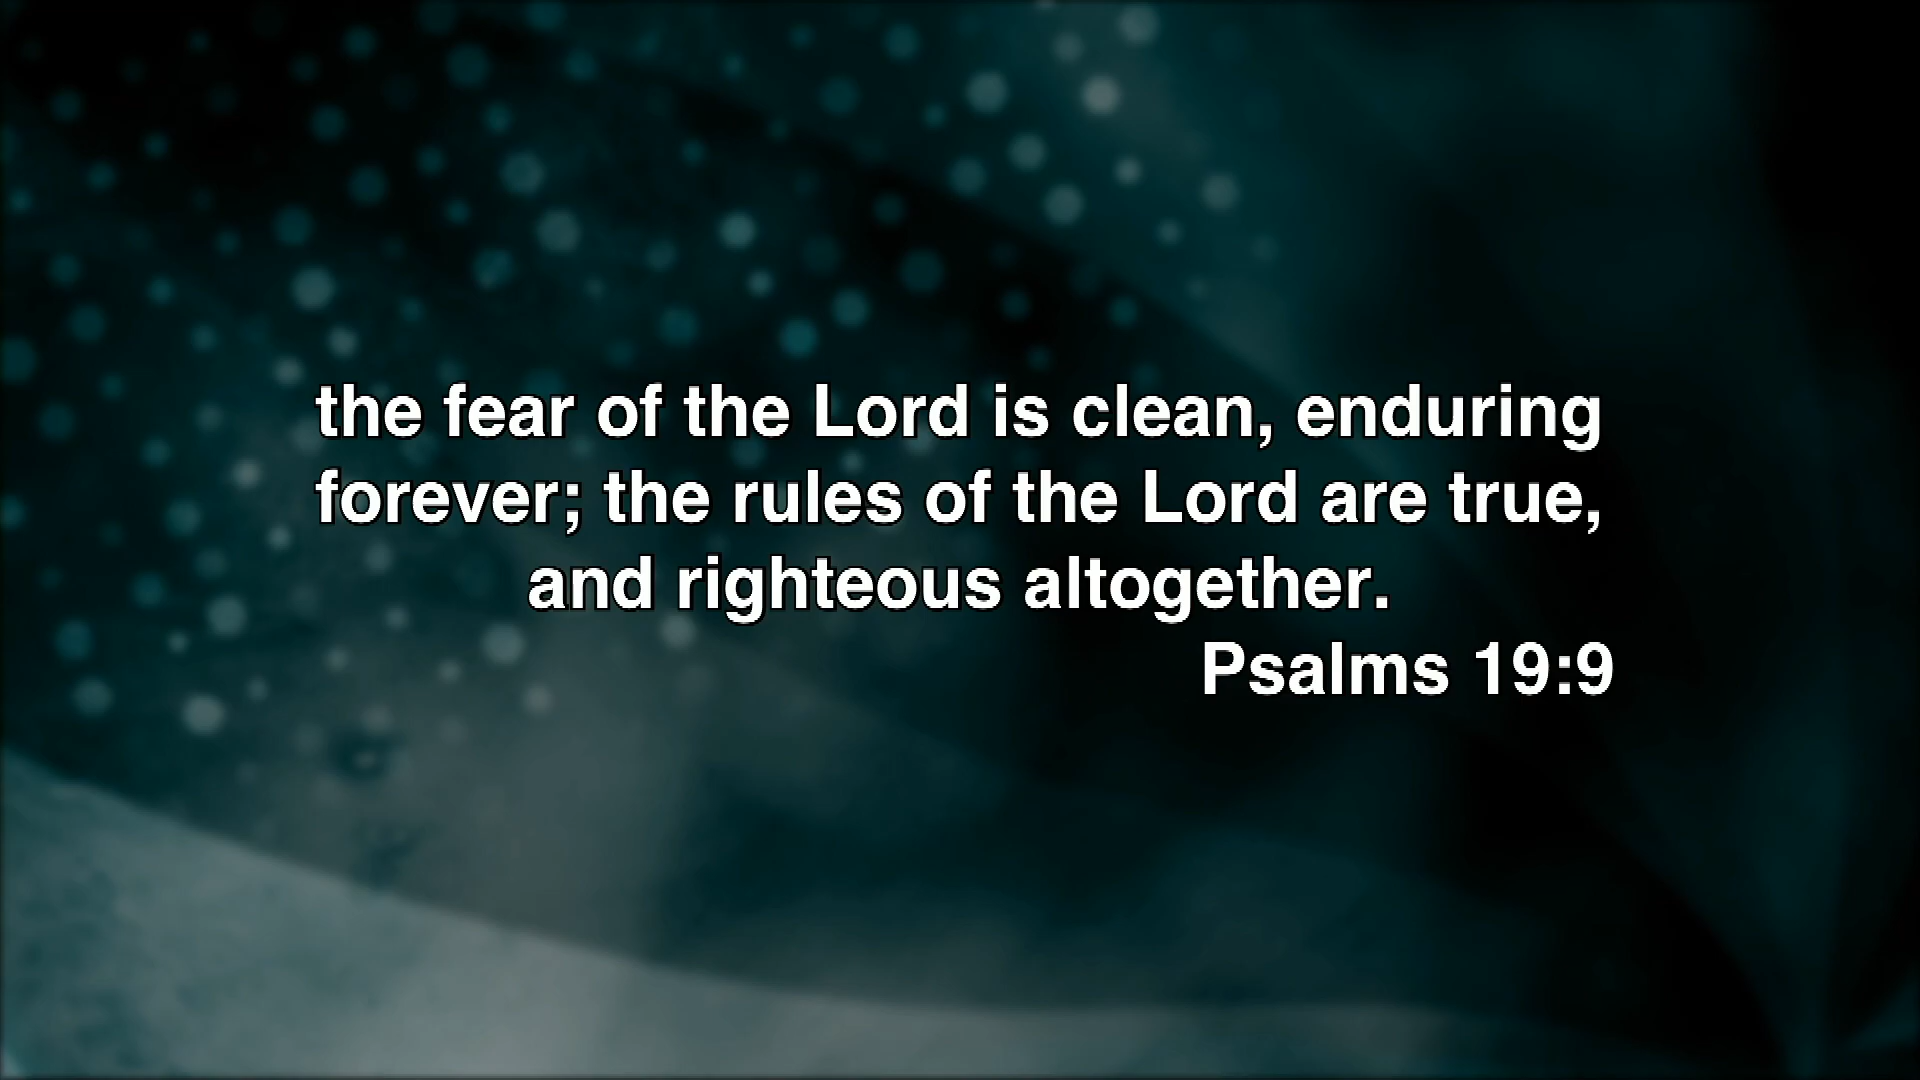 the fear of the Lord is clean, enduring
forever; the rules of the Lord are true,
and righteous altogether.
Psalms 19:9